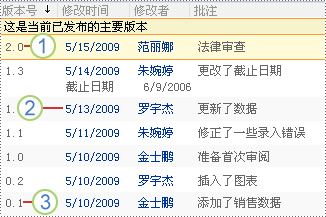 版本号 ↓ 修改时间 修改者 批注
这是当前已发布的主要版本
2.0 1 5/15/2009 范丽娜 法律审查
1.3 5/14/2009 朱婉婷 更改了截止日期
截止日期 6/9/2006
1. 2 5/13/2009 罗宇杰 更新了数据
1.1 5/11/2009 朱婉婷 修正了一些录入错误
1.0 5/10/2009 金士鹏 准备首次审阅
0.2 5/10/2009 罗宇杰 插入了图表
0.1 3 5/10/2009 金士鹏 添加了销售数据